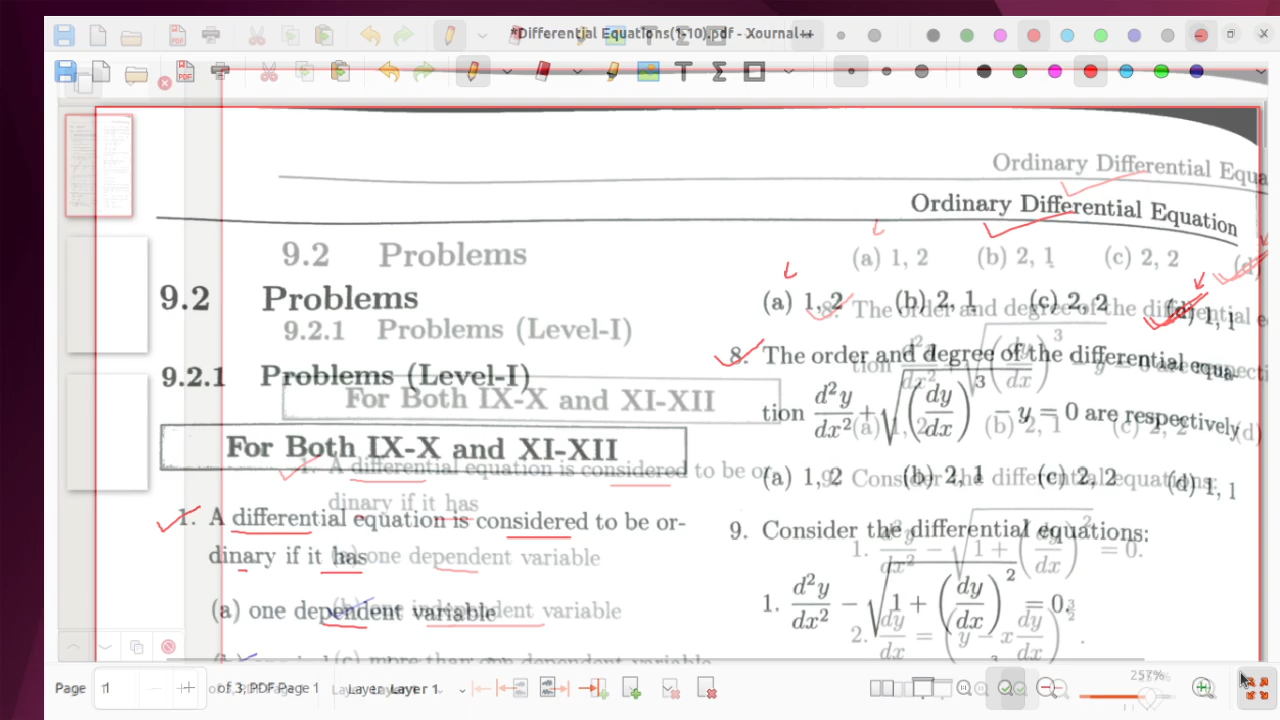 *Differential Equations(1-10).pdf - Xournal++
Ordinary Differential Equation
9.2 Problems
9.2.1 Problems (Level-I)
For Both IX-X and XI-XII
1. A differential equation is considered to be or-
dinary if it has
(a) one dependent variable
(a) 1, 2 (b) 2, 1 (c) 2, 2 (d) 1, 1
8. The order and degree of the differential equa-
tion d²y/dx² + √(dy/dx)³ − y = 0 are respectively
(a) 1, 2 (b) 2, 1 (c) 2, 2 (d) 1, 1
9. Consider the differential equations:
1. d²y/dx² − √1 + (dy/dx)² = 0.
Page 1 of 3, PDF Page 1 Layer 1 257%